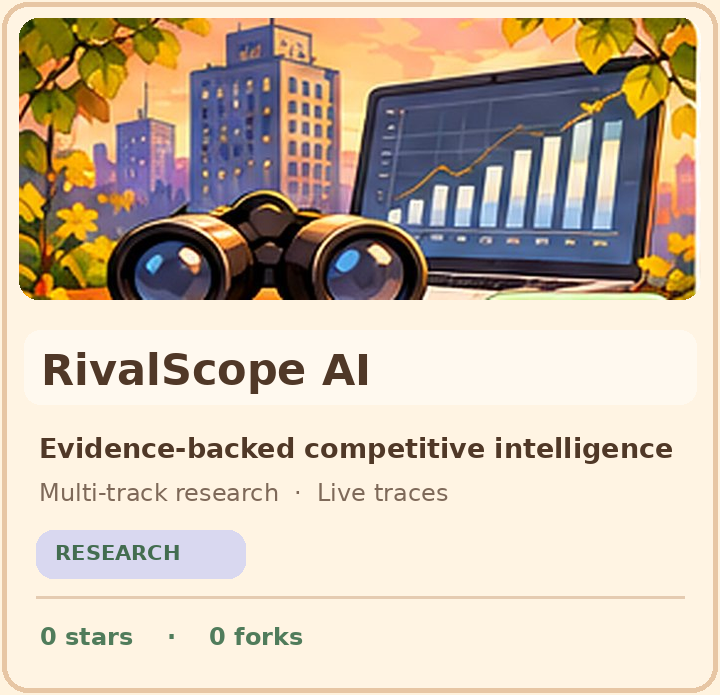 RivalScope AI
Evidence-backed competitive intelligence
Multi-track research · Live traces
RESEARCH
0 stars · 0 forks